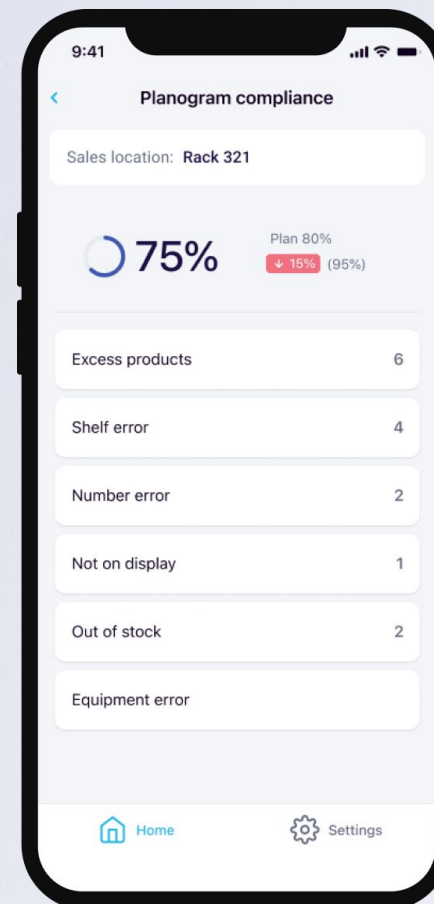 9:41
Planogram compliance
Sales location: Rack 321
75%
Plan 80%
↓ 15% (95%)
Excess products 6
Shelf error 4
Number error 2
Not on display 1
Out of stock 2
Equipment error
Home Settings